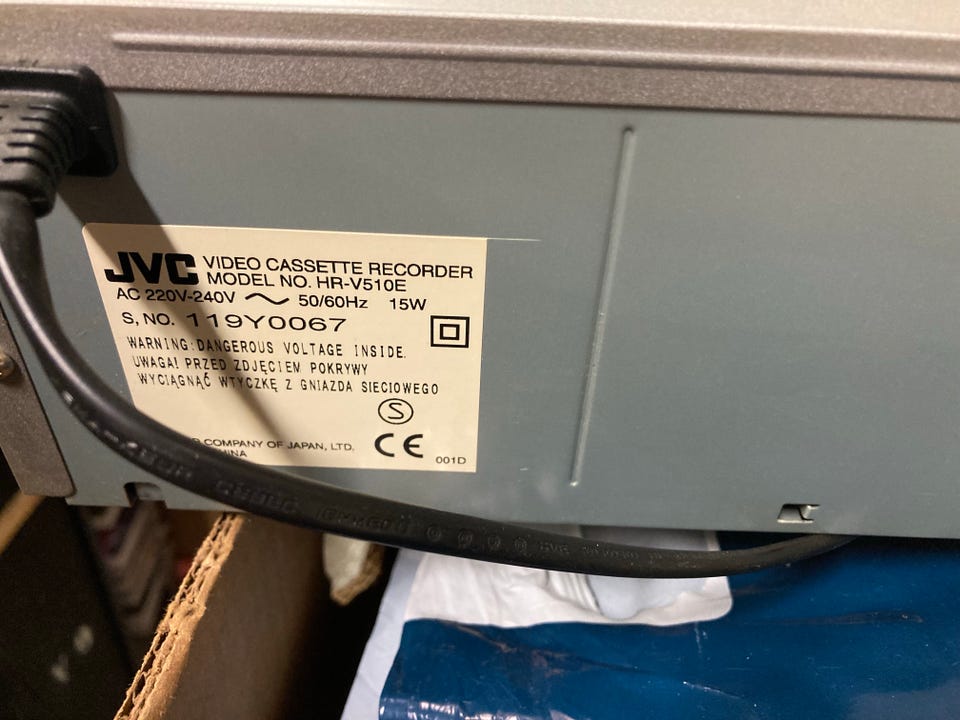 JVC VIDEO CASSETTE RECORDER
MODEL NO. HR-V510E
AC 220V-240V ~ 50/60Hz 15W
S, NO. 119Y0067
WARNING:DANGEROUS VOLTAGE INSIDE.
UWAGA! PRZED ZDJĘCIEM POKRYWY
WYCIĄGNĄĆ WTYCZKĘ Z GNIAZDA SIECIOWEGO
S
COMPANY OF JAPAN, LTD.
CE
001D